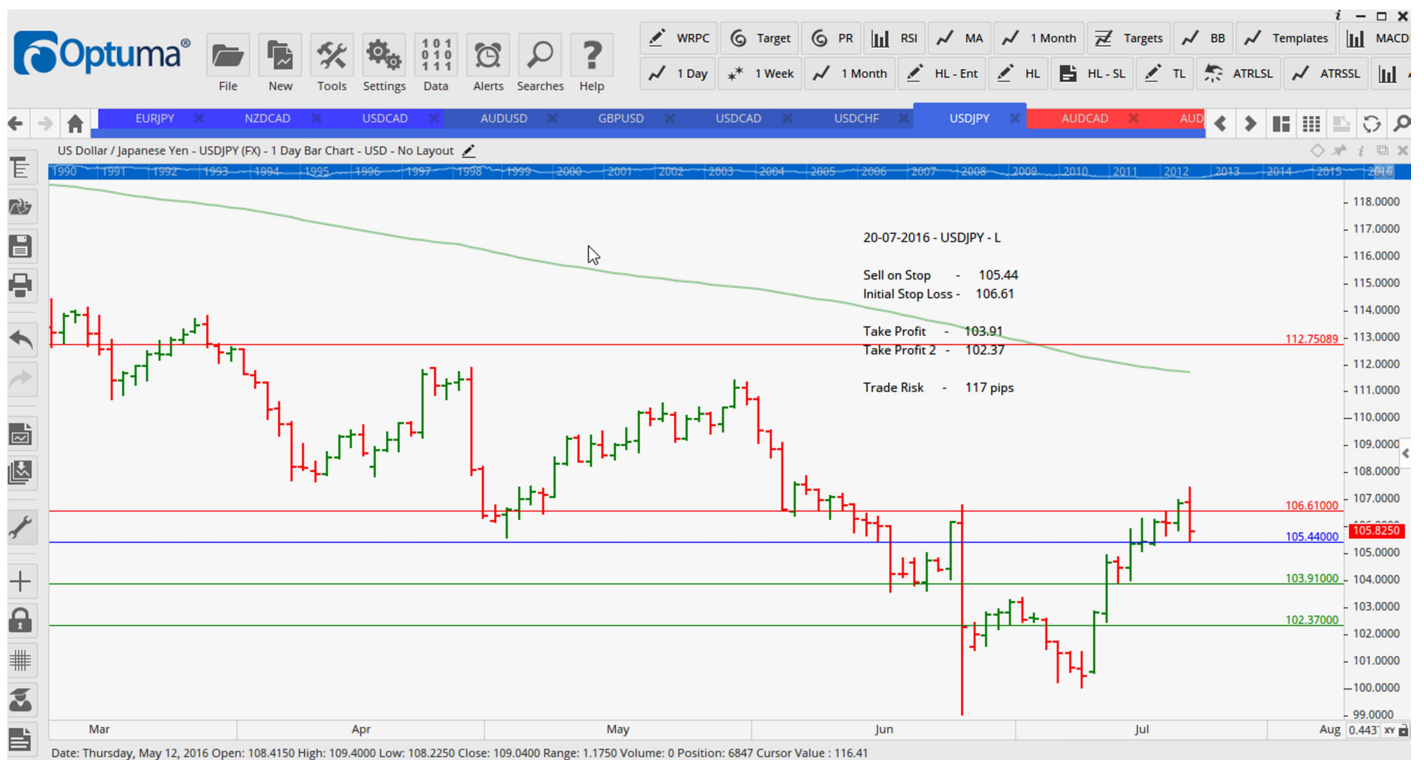 i
Optuma®
File
New
Tools
Settings
101
010
111
Data
Alerts
Searches
Help
WRPC
Target
PR
RSI
MA
1 Month
Targets
BB
Templates
MACD
1 Day
1 Week
1 Month
HL - Ent
HL
HL - SL
TL
ATRLSL
ATRSSL
EURJPY
NZDCAD
USDCAD
AUDUSD
GBPUSD
USDCAD
USDCHF
USDJPY
AUDCAD
AUD
US Dollar / Japanese Yen - USDJPY (FX) - 1 Day Bar Chart - USD - No Layout
i
1990 1991 1992 1993 1994 1995 1996 1997 1998 1999 2000 2001 2002 2003 2004 2005 2006 2007 2008 2009 2010 2011 2012 2013 2014 2015 2016
118.0000
117.0000
116.0000
115.0000
114.0000
113.0000
112.0000
111.0000
110.0000
109.0000
108.0000
107.0000
105.8250
105.0000
104.0000
103.0000
102.0000
101.0000
100.0000
99.0000
20-07-2016 - USDJPY - L
Sell on Stop - 105.44
Initial Stop Loss - 106.61
Take Profit - 103.91
Take Profit 2 - 102.37
Trade Risk - 117 pips
112.75089
106.61000
105.44000
103.91000
102.37000
Mar Apr May Jun Jul Aug
XY
Date: Thursday, May 12, 2016 Open: 108.4150 High: 109.4000 Low: 108.2250 Close: 109.0400 Range: 1.1750 Volume: 0 Position: 6847 Cursor Value : 116.41